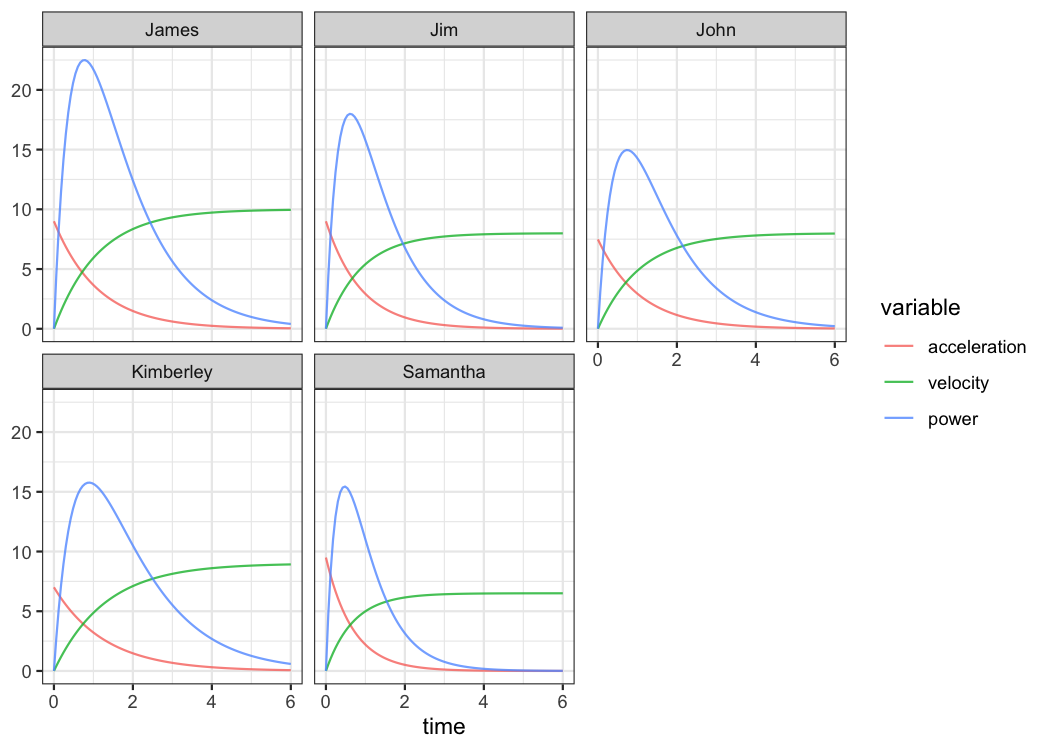 James
Jim
John
20
15
10
5
0
0 2 4 6
Kimberley
Samantha
20
15
10
5
0
0 2 4 6
0 2 4 6
time
variable
acceleration
velocity
power